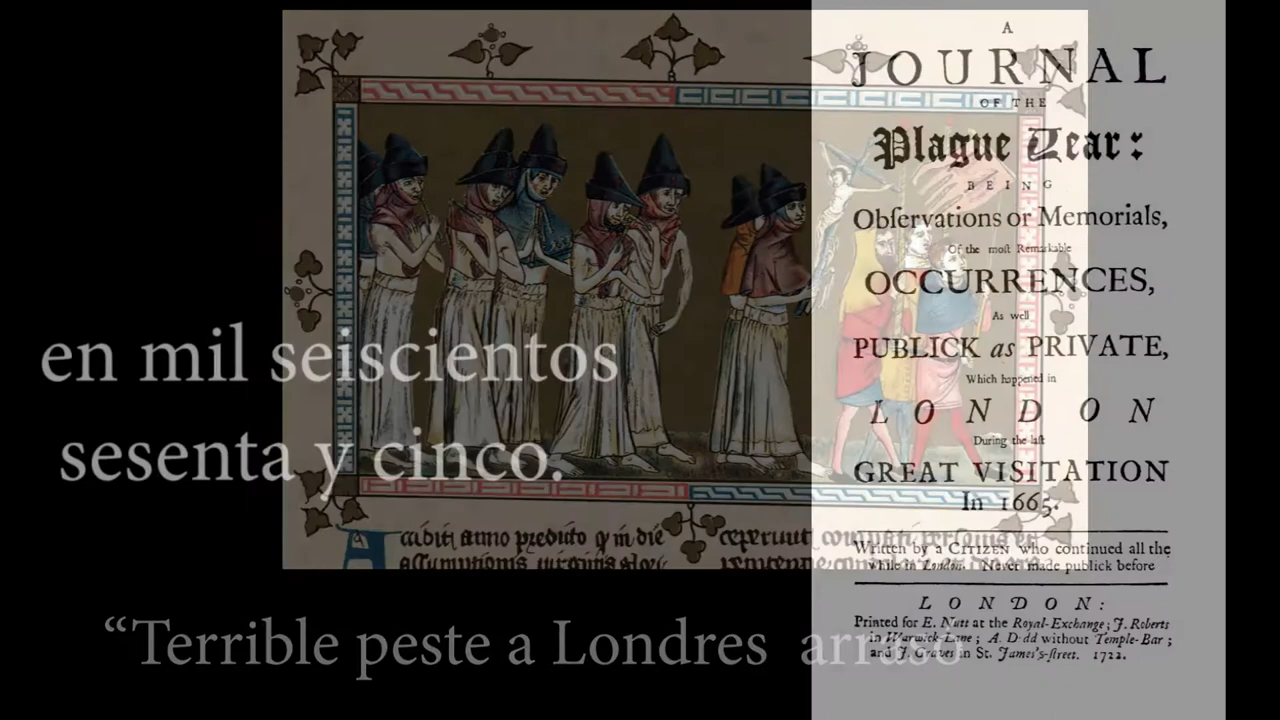 en mil seiscientos
sesenta y cinco.
“Terrible peste a Londres arrasó
A
JOURNAL
OF THE
Plague Year:
BEING
Obſervations or Memorials,
Of the moſt Remarkable
OCCURRENCES,
As well
PUBLICK as PRIVATE,
Which happened in
LONDON
During the laſt
GREAT VISITATION
In 1665.
Written by a CITIZEN who continued all the
while in London. Never made publick before
LONDON:
Printed for E. Nutt at the Royal-Exchange; J. Roberts
in Warwick-Lane; A. Dodd without Temple-Bar;
and J. Graves in St. James's-ſtreet. 1722.